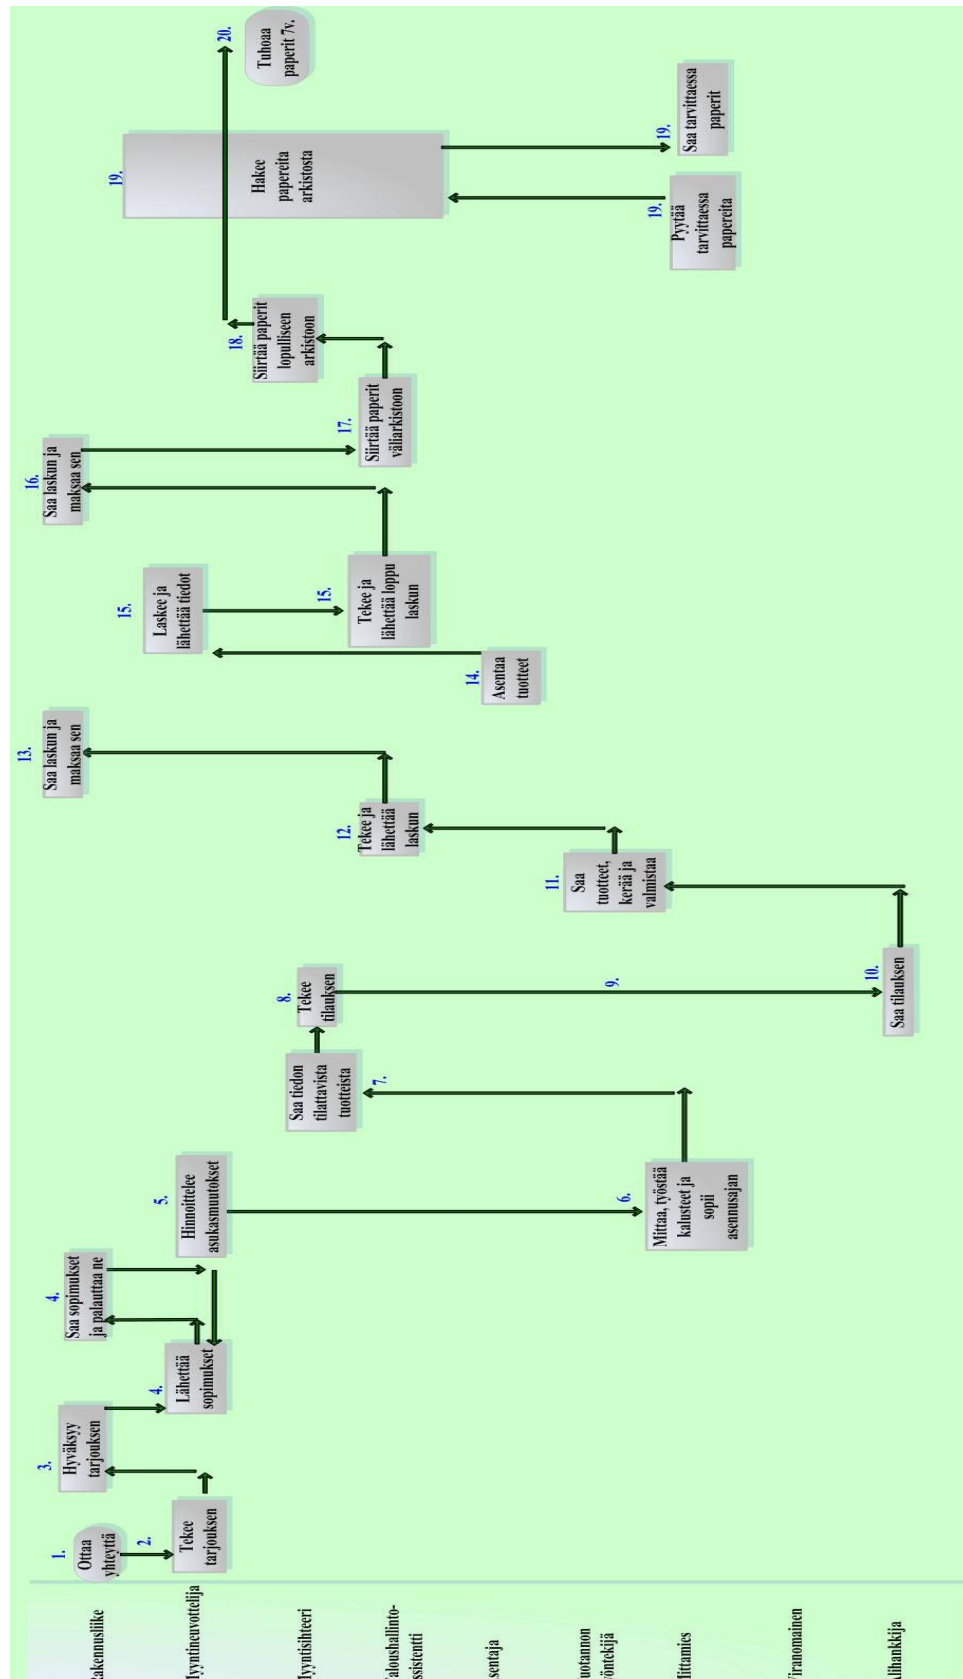 akennusliike
1.
Ottaa
yhteyttä
2.
3.
Hyväksyy
tarjouksen
4.
Saa sopimukset
ja palauttaa ne
13.
Saa laskun ja
maksaa sen
16.
Saa laskun ja
maksaa sen
yyntineuvottelija
Tekee
tarjouksen
4.
Lähettää
sopimukset
5.
Hinnoittelee
asukasmuutokset
15.
Laskee ja
lähettää tiedot
19.
Hakee
papereita
arkistosta
20.
Tuhoaa
paperit 7v.
yyntisihteeri
Saa tiedon
tilattavista
tuotteista
7.
8.
Tekee
tilauksen
18.
Siirtää paperit
lopulliseen
arkistoon
aloushallinto-
ssistentti
12.
Tekee ja
lähettää
laskun
15.
Tekee ja
lähettää loppu
laskun
17.
Siirtää paperit
väliarkistoon
sentaja
14.
Asentaa
tuotteet
uotannon
yöntekijä
9.
11.
Saa
tuotteet,
kerää ja
valmistaa
ittamies
6.
Mittaa, työstää
kalusteet ja
sopii
asennusajan
19.
Pyytää
tarvittaessa
papereita
19.
Saa tarvittaessa
paperit
iranomainen
lihankkija
10.
Saa tilauksen